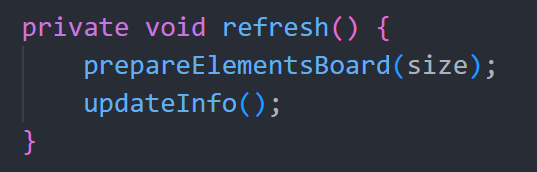 private void refresh() {
    prepareElementsBoard(size);
    updateInfo();
}